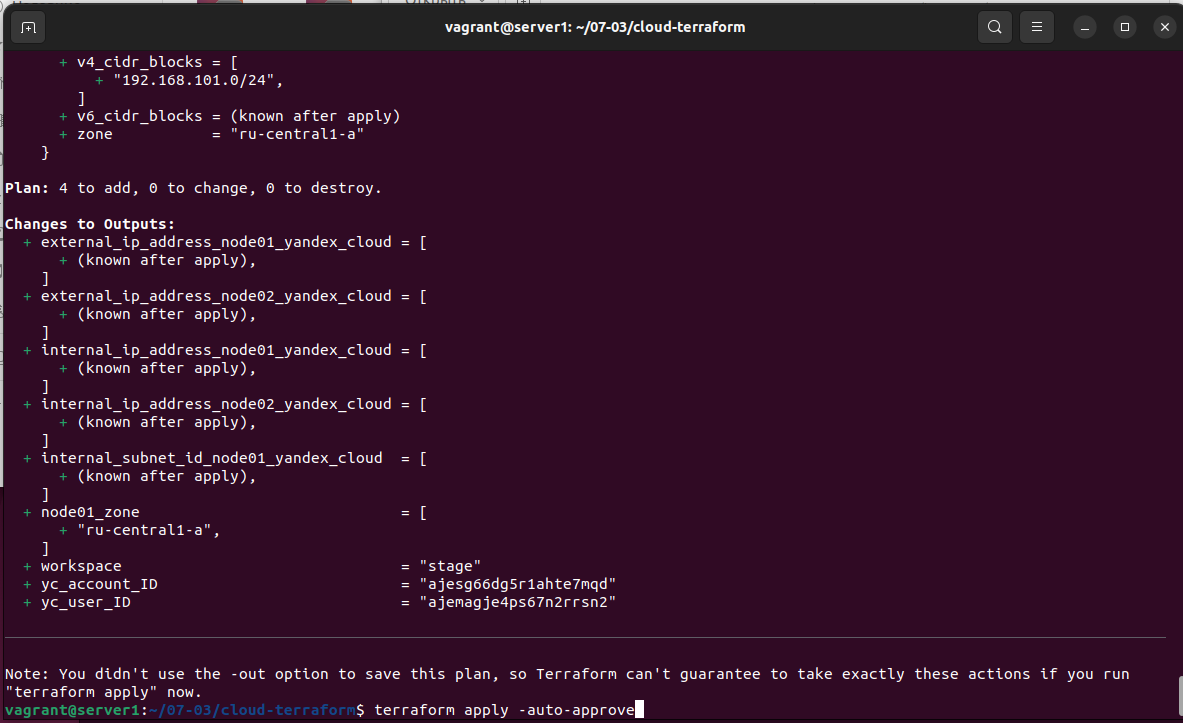 vagrant@server1: ~/07-03/cloud-terraform
      + v4_cidr_blocks = [
          + "192.168.101.0/24",
        ]
      + v6_cidr_blocks = (known after apply)
      + zone           = "ru-central1-a"
    }
Plan: 4 to add, 0 to change, 0 to destroy.
Changes to Outputs:
  + external_ip_address_node01_yandex_cloud = [
      + (known after apply),
    ]
  + external_ip_address_node02_yandex_cloud = [
      + (known after apply),
    ]
  + internal_ip_address_node01_yandex_cloud = [
      + (known after apply),
    ]
  + internal_ip_address_node02_yandex_cloud = [
      + (known after apply),
    ]
  + internal_subnet_id_node01_yandex_cloud  = [
      + (known after apply),
    ]
  + node01_zone                             = [
      + "ru-central1-a",
    ]
  + workspace                               = "stage"
  + yc_account_ID                           = "ajesg66dg5r1ahte7mqd"
  + yc_user_ID                              = "ajemagje4ps67n2rrsn2"
Note: You didn't use the -out option to save this plan, so Terraform can't guarantee to take exactly these actions if you run
"terraform apply" now.
vagrant@server1:~/07-03/cloud-terraform$ terraform apply -auto-approve